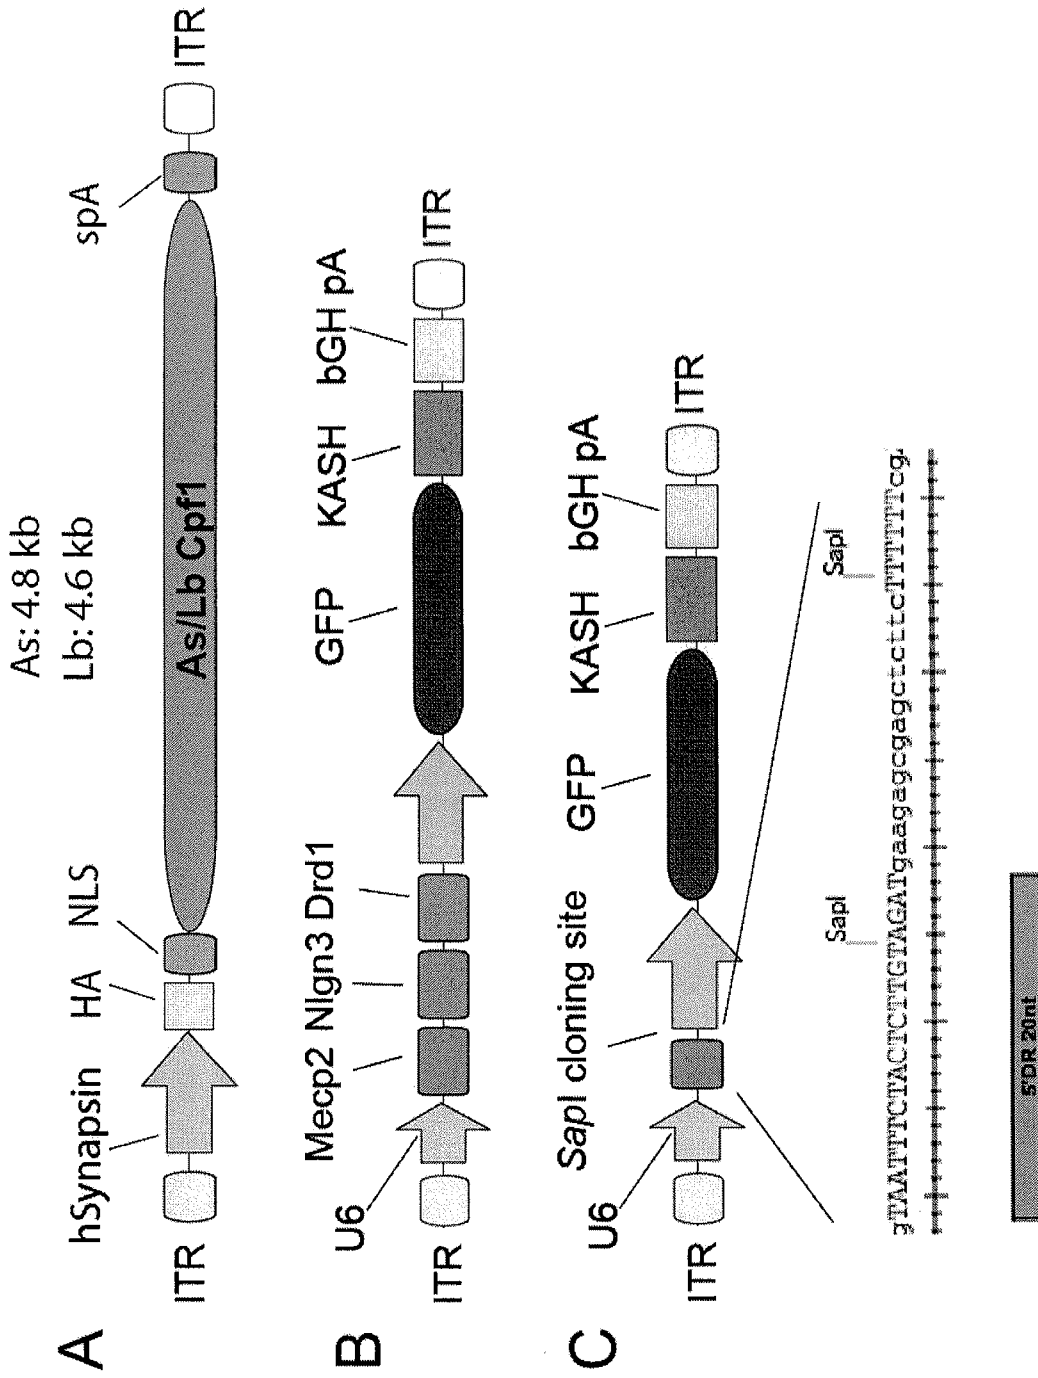 A
As: 4.8 kb
Lb: 4.6 kb
hSynapsin HA NLS spA
ITR As/Lb Cpf1 ITR
B
U6 Mecp2 Nlgn3 Drd1 GFP KASH bGH pA
ITR ITR
C
U6 SapI cloning site GFP KASH bGH pA
ITR ITR
SapI SapI
gTAATTTCTACTCTTGTAGATgaagagcgagctcttcTTTTTTcg.
5'DR 20nt